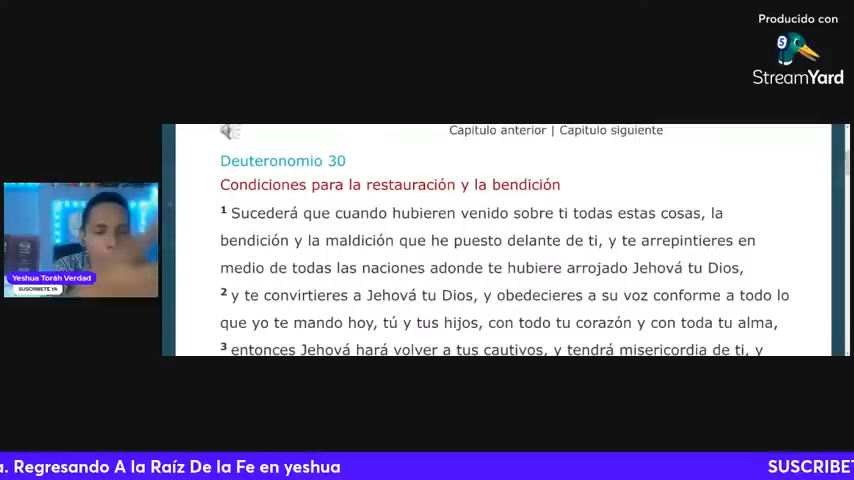 Producido con
StreamYard
Capítulo anterior | Capítulo siguiente
Deuteronomio 30
Condiciones para la restauración y la bendición
1 Sucederá que cuando hubieren venido sobre ti todas estas cosas, la
bendición y la maldición que he puesto delante de ti, y te arrepintieres en
medio de todas las naciones adonde te hubiere arrojado Jehová tu Dios,
2 y te convirtieres a Jehová tu Dios, y obedecieres a su voz conforme a todo lo
que yo te mando hoy, tú y tus hijos, con todo tu corazón y con toda tu alma,
3 entonces Jehová hará volver a tus cautivos, y tendrá misericordia de ti, y
Yeshua Toráh Verdad
SUSCRIBETE YA
a. Regresando A la Raíz De la Fe en yeshua
SUSCRIBET